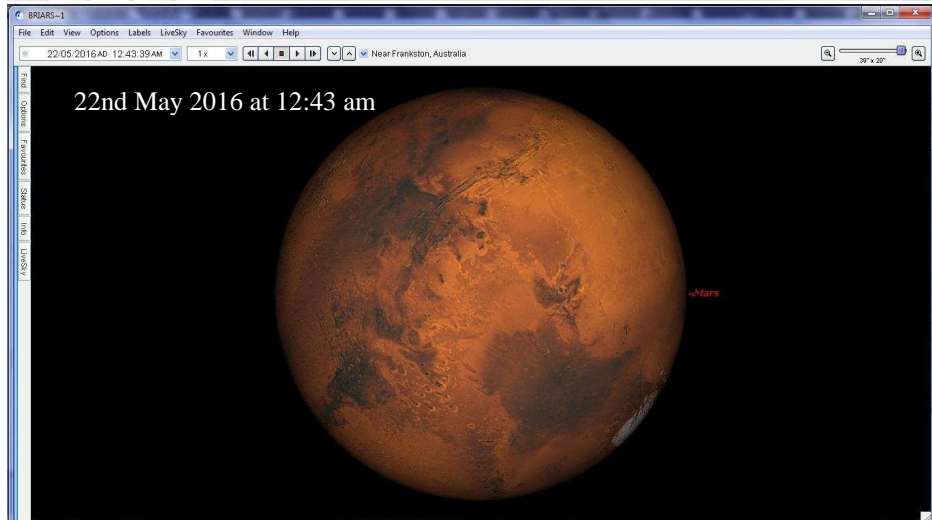 BRIARS~1
File Edit View Options Labels LiveSky Favourites Window Help
22/05/2016 AD 12:43:39 AM 1 x Near Frankston, Australia
39" x 20"
Find
Options
Favourites
Status
Info
LiveSky
22nd May 2016 at 12:43 am
Mars